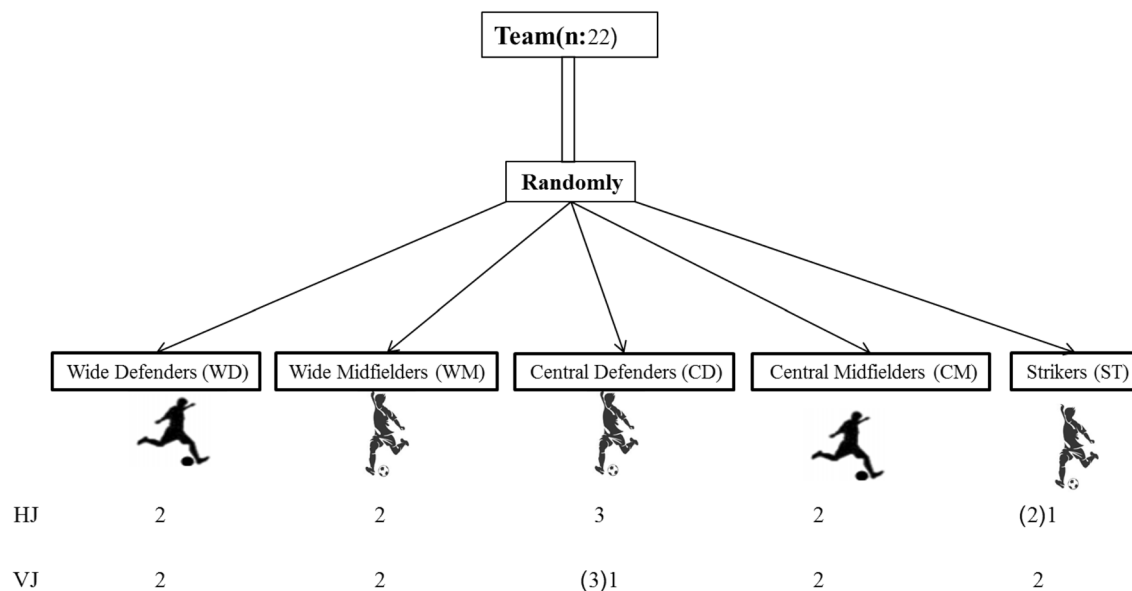 Team(n:22)
Randomly
Wide Defenders (WD) Wide Midfielders (WM) Central Defenders (CD) Central Midfielders (CM) Strikers (ST)
HJ 2 2 3 2 (2)1
VJ 2 2 (3)1 2 2